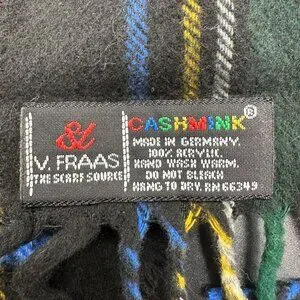 V. FRAAS
THE SCARF SOURCE
CASHMINK®
MADE IN GERMANY.
100% ACRYLIC.
HAND WASH WARM.
DO NOT BLEACH
HANG TO DRY. RN 66349